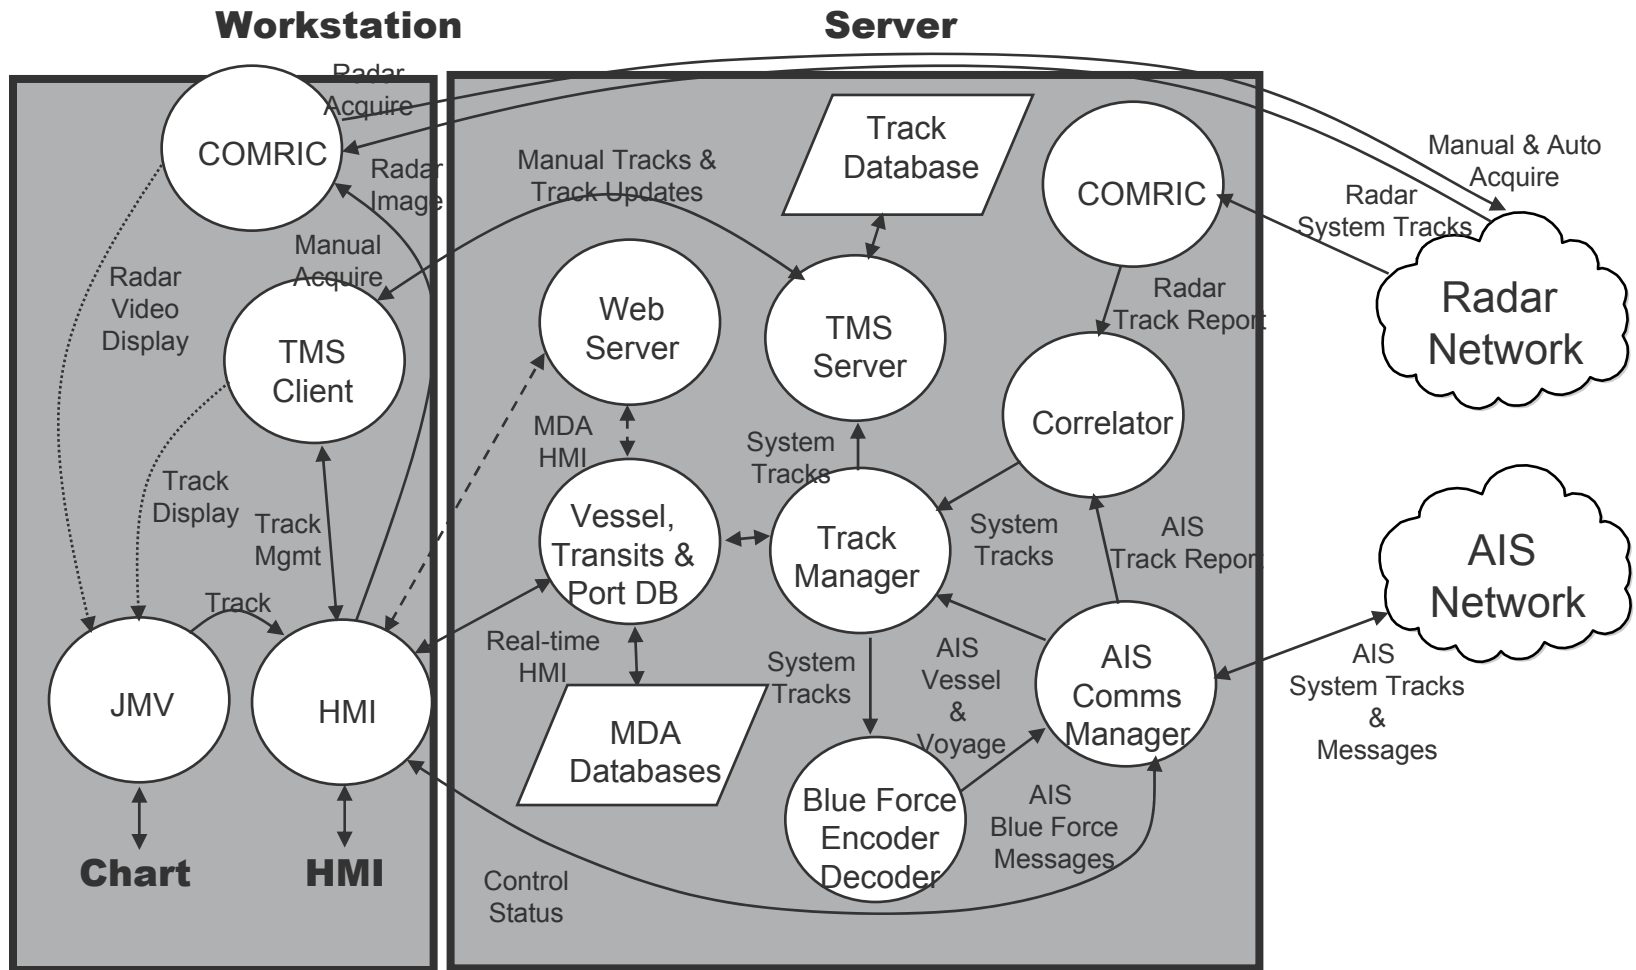 Workstation
Server
Radar
Acquire
COMRIC
Radar
Image
Manual
Acquire
Radar
Video
Display
TMS
Client
Track
Display
Track
Mgmt
Track
JMV
HMI
Chart
HMI
Manual Tracks &
Track Updates
Track
Database
COMRIC
Web
Server
TMS
Server
Radar
Track Report
Correlator
MDA
HMI
System
Tracks
Vessel,
Transits &
Port DB
Track
Manager
System
Tracks
AIS
Track Report
Real-time
HMI
System
Tracks
AIS
Vessel
&
Voyage
AIS
Comms
Manager
MDA
Databases
Blue Force
Encoder
Decoder
AIS
Blue Force
Messages
Control
Status
Manual & Auto
Acquire
Radar
System Tracks
Radar
Network
AIS
Network
AIS
System Tracks
&
Messages